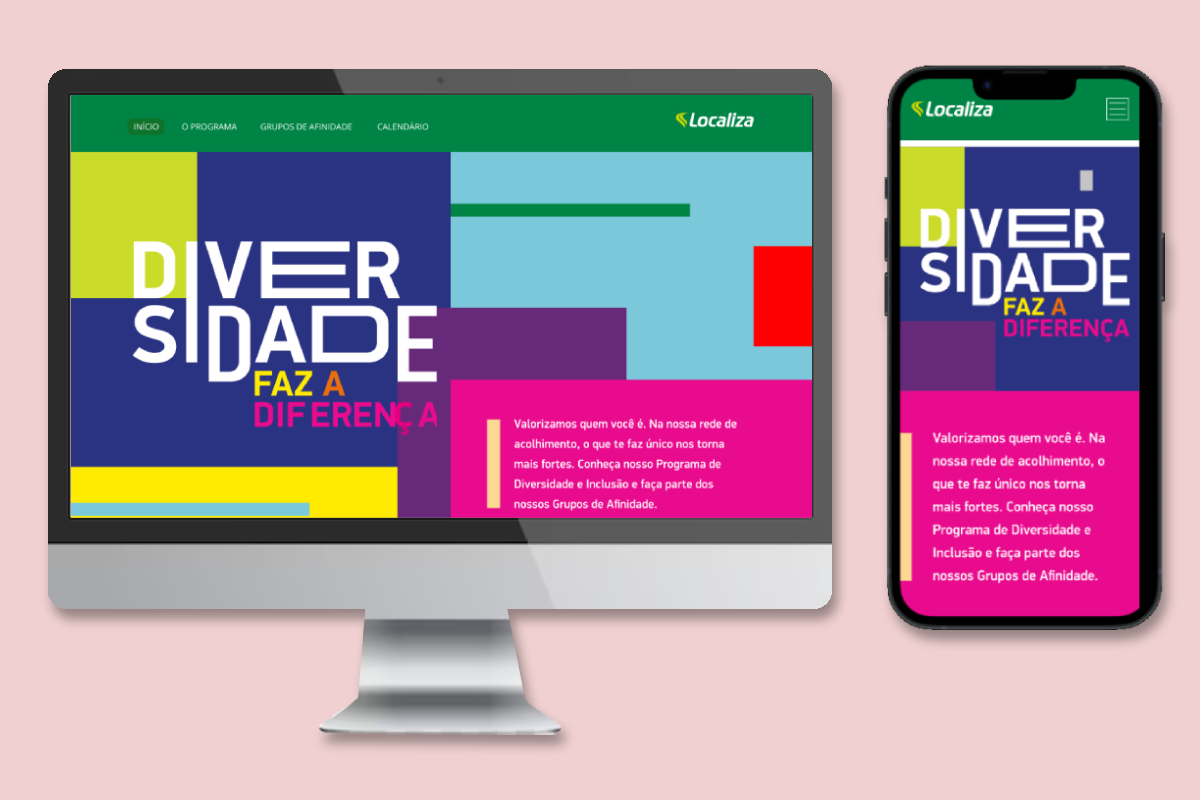 INÍCIO O PROGRAMA GRUPOS DE AFINIDADE CALENDÁRIO
Localiza
DIVER
SIDADE
FAZ A
DIFERENÇA
Valorizamos quem você é. Na nossa rede de
acolhimento, o que te faz único nos torna
mais fortes. Conheça nosso Programa de
Diversidade e Inclusão e faça parte dos
nossos Grupos de Afinidade.
Localiza
DIVER
SIDADE
FAZ A
DIFERENÇA
Valorizamos quem você é. Na
nossa rede de acolhimento, o
que te faz único nos torna
mais fortes. Conheça nosso
Programa de Diversidade e
Inclusão e faça parte dos
nossos Grupos de Afinidade.